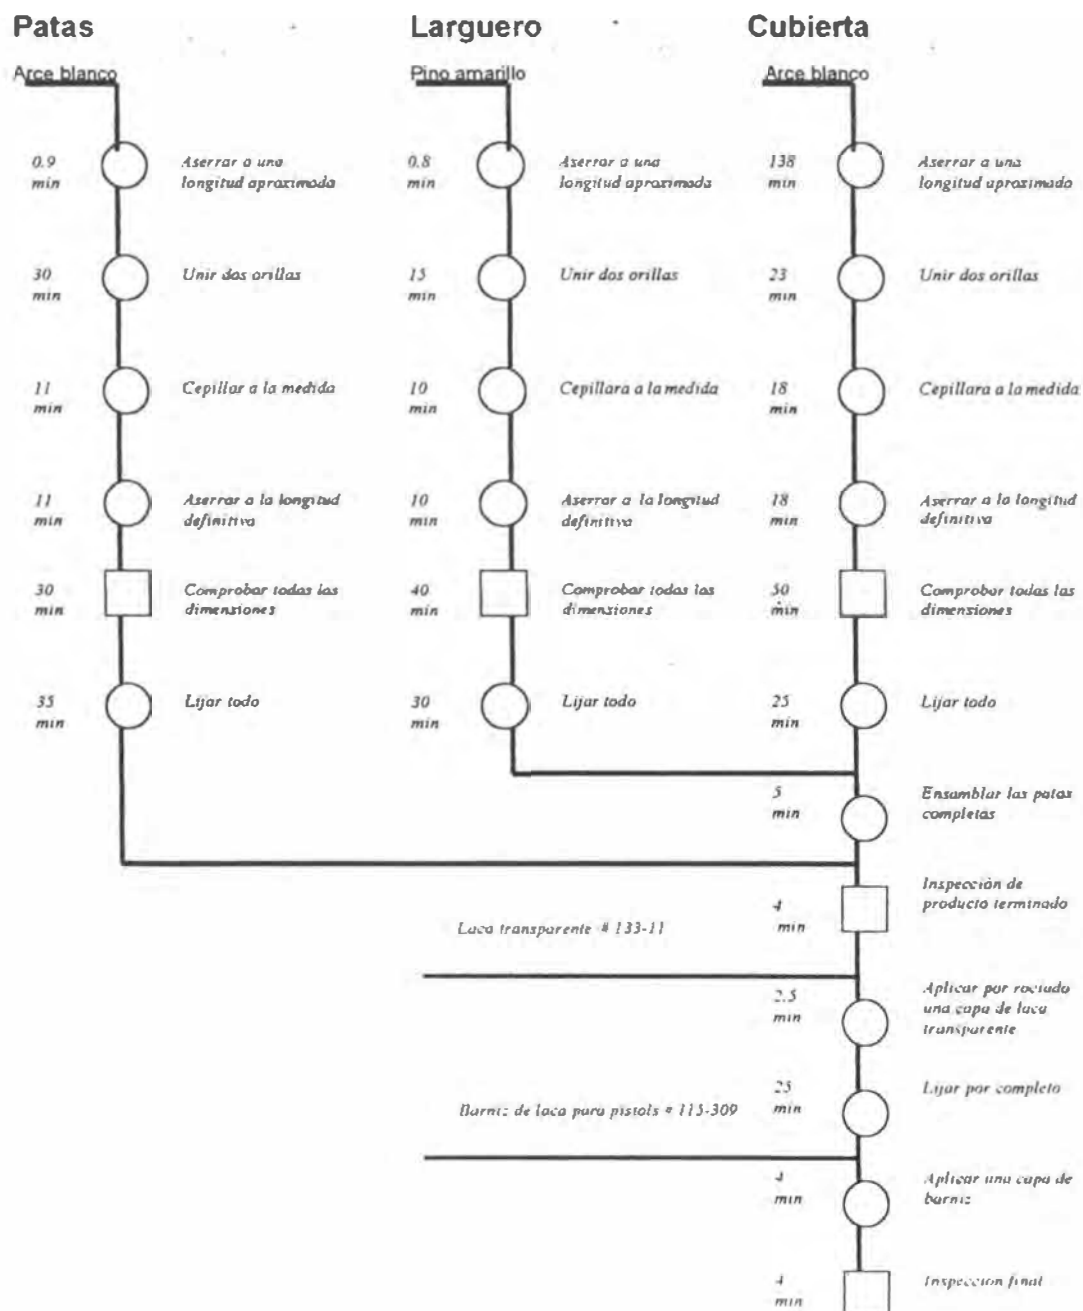 Patas
Larguero
Cubierta
Arce blanco
Pino amarillo
Arce blanco
0.9
min
Aserrar a una
longitud aproximada
0.8
min
Aserrar a una
longitud aproximada
138
min
Aserrar a una
longitud aproximada
30
min
Unir dos orillas
15
min
Unir dos orillas
23
min
Unir dos orillas
11
min
Cepillar a la medida
10
min
Cepillara a la medida
18
min
Cepillar a la medida
11
min
Aserrar a la longitud
definitiva
10
min
Aserrar a la longitud
definitiva
18
min
Aserrar a la longitud
definitiva
30
min
Comprobar todas las
dimensiones
40
min
Comprobar todas las
dimensiones
50
min
Comprobar todas las
dimensiones
35
min
Lijar todo
30
min
Lijar todo
25
min
Lijar todo
5
min
Ensamblar las patas
completas
4
min
Inspección de
producto terminado
Laca transparente # 133-11
2.5
min
Aplicar por rociado
una capa de laca
transparente
25
min
Lijar por completo
Barniz de laca para pistols # 115-309
4
min
Aplicar una capa de
barniz
4
min
Inspeccion final